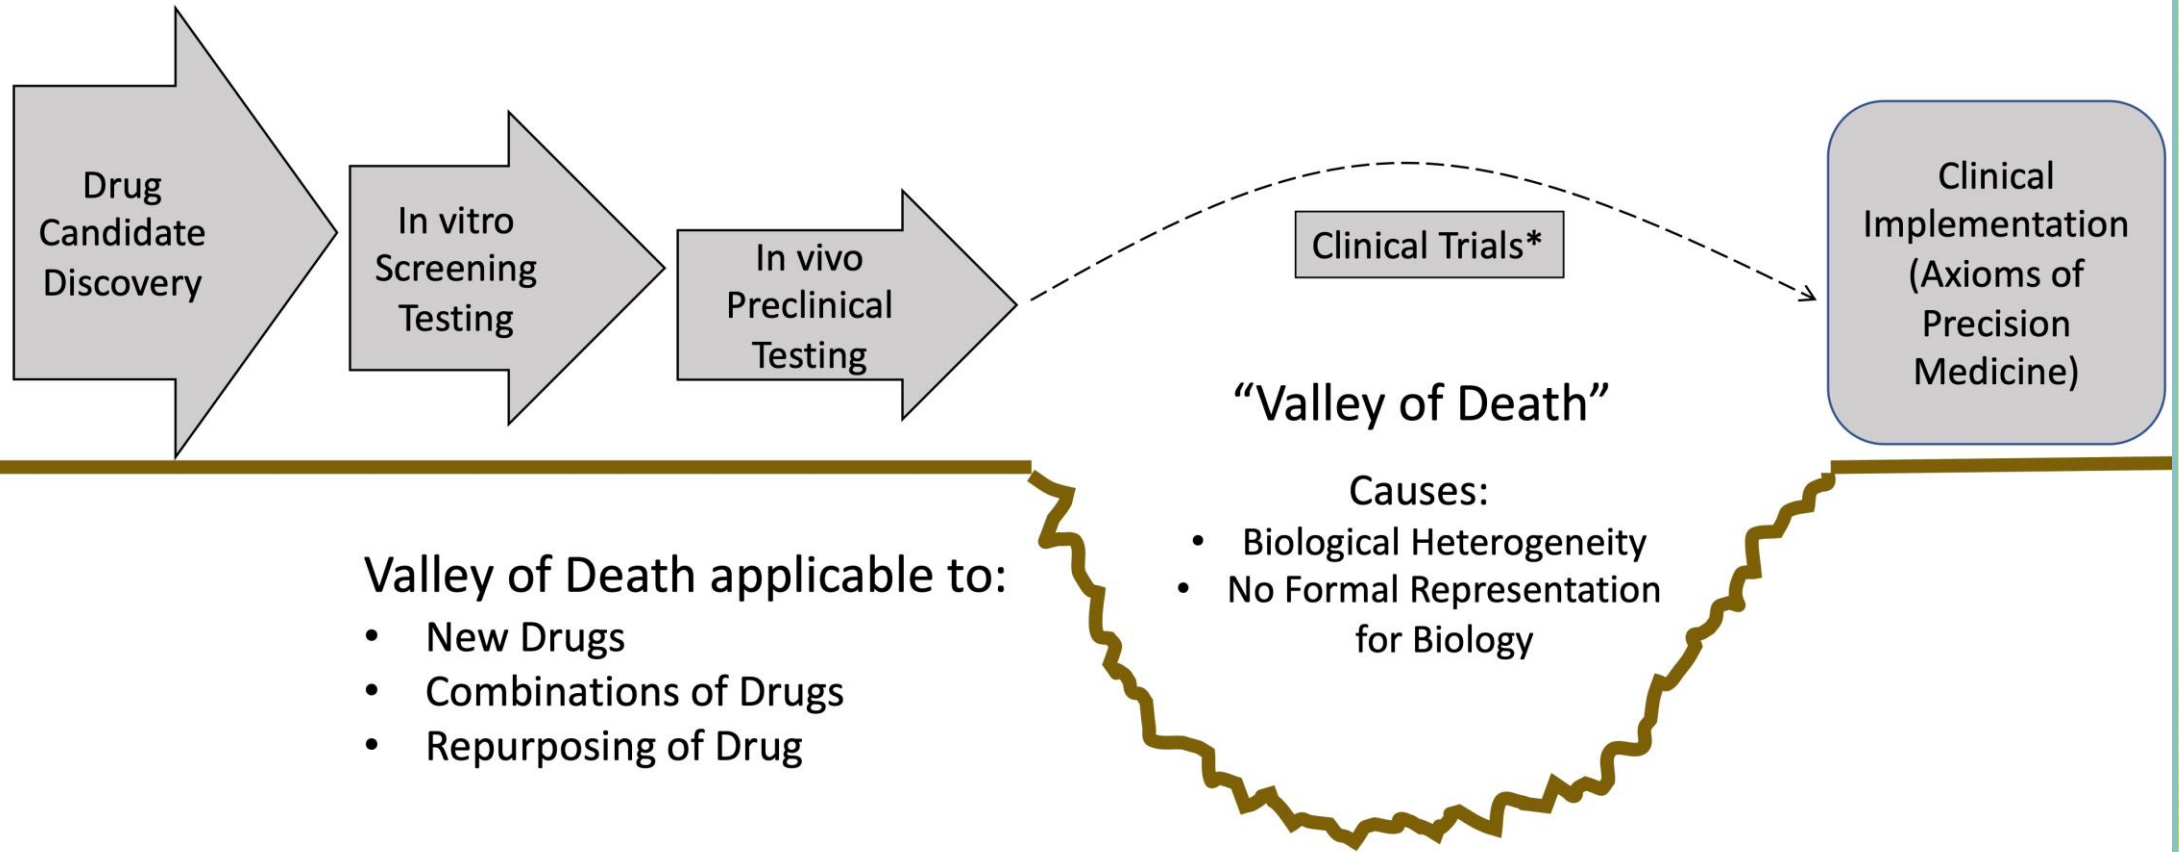 Drug
Candidate
Discovery
In vitro
Screening
Testing
In vivo
Preclinical
Testing
Clinical Trials*
Clinical
Implementation
(Axioms of
Precision
Medicine)
“Valley of Death”
Causes:
• Biological Heterogeneity
• No Formal Representation
for Biology
Valley of Death applicable to:
• New Drugs
• Combinations of Drugs
• Repurposing of Drug